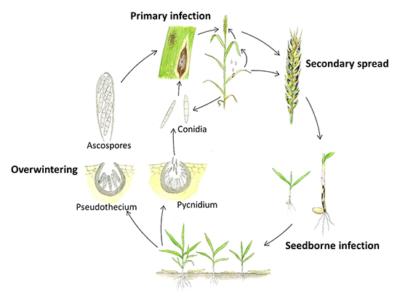 Primary infection
Secondary spread
Ascospores
Conidia
Overwintering
Pseudothecium
Pycnidium
Seedborne infection